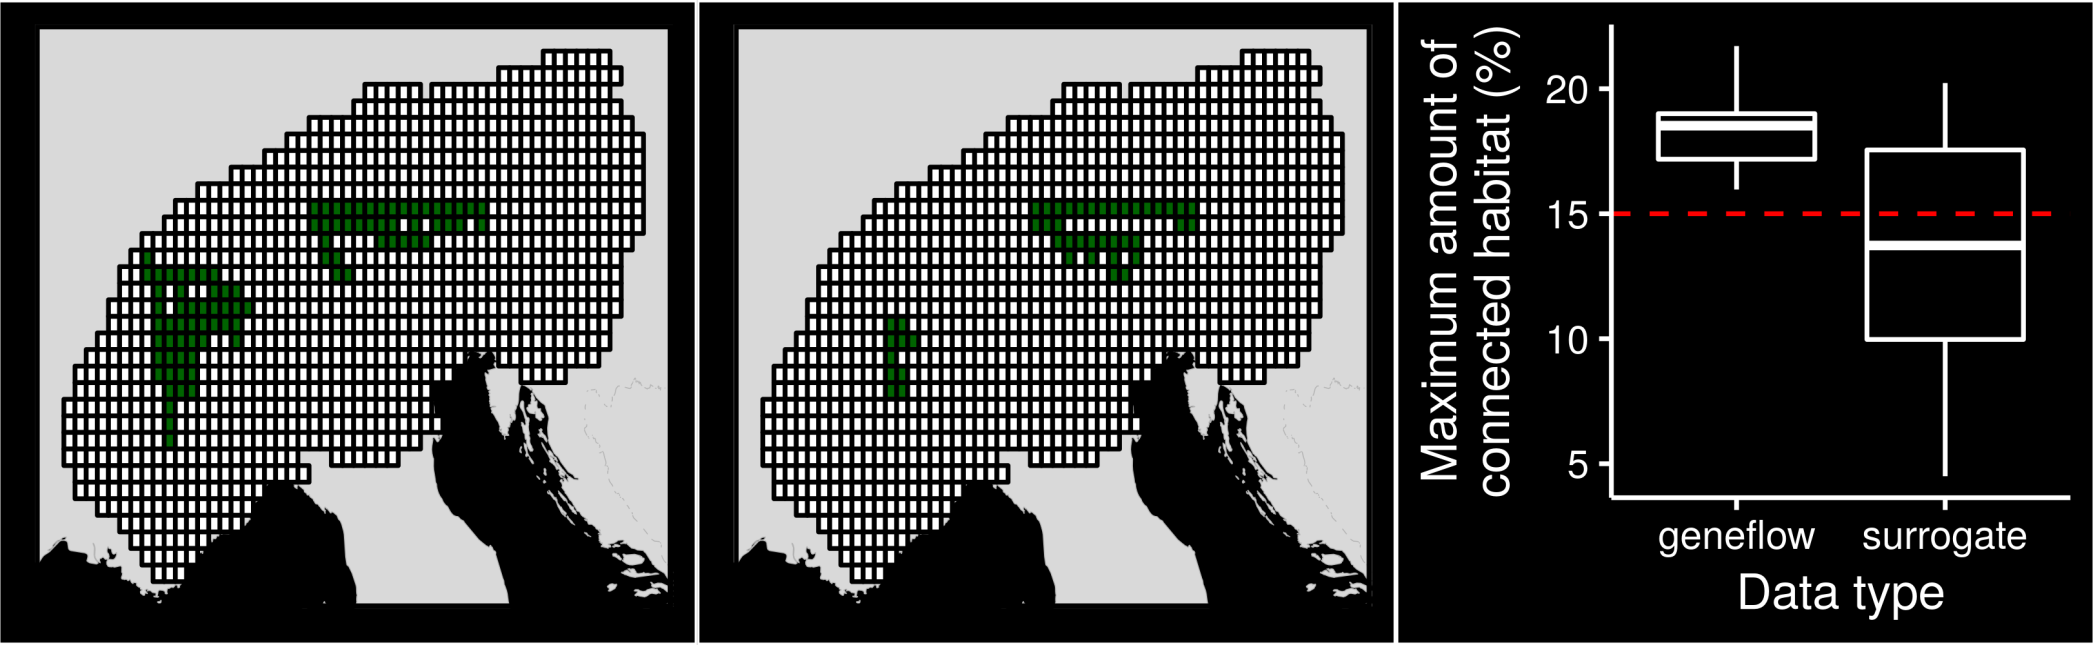 Maximum amount of
connected habitat (%)
20
15
10
5
geneflow
surrogate
Data type